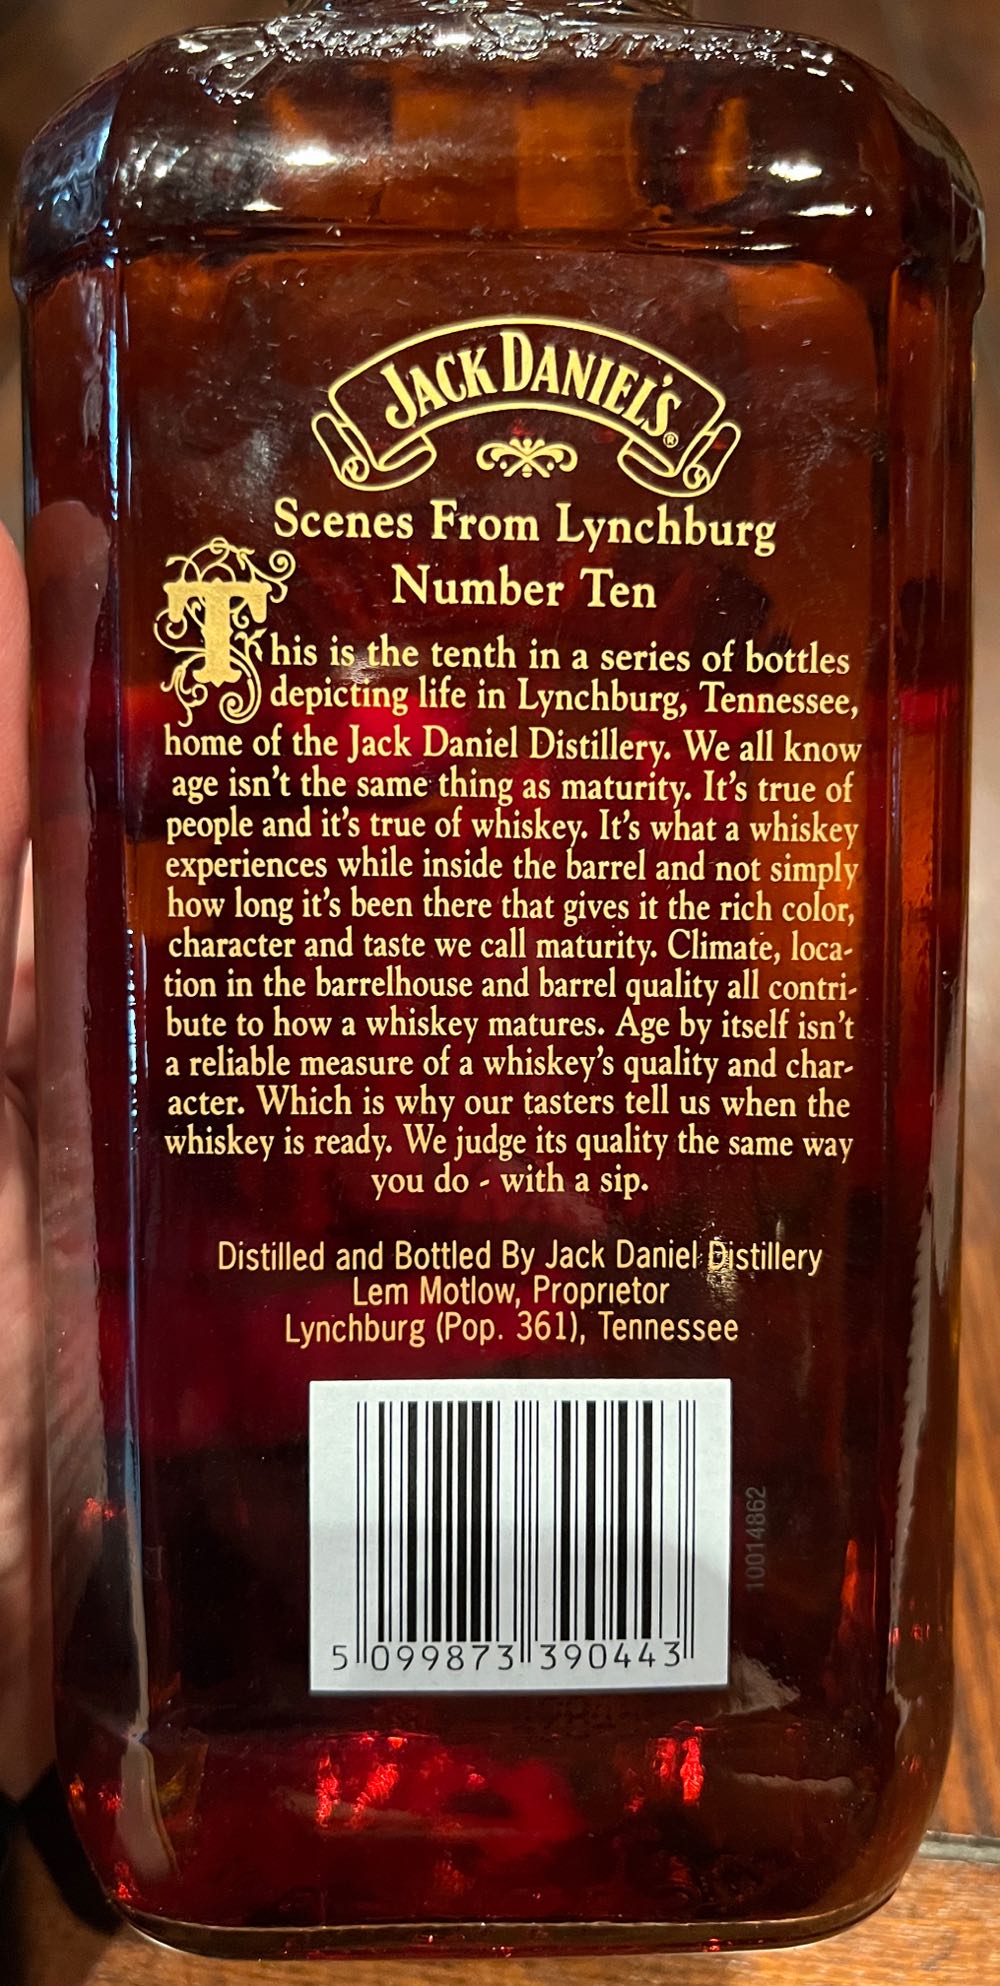 JACK DANIEL'S®
Scenes From Lynchburg
Number Ten
This is the tenth in a series of bottles
depicting life in Lynchburg, Tennessee,
home of the Jack Daniel Distillery. We all know
age isn't the same thing as maturity. It's true of
people and it's true of whiskey. It's what a whiskey
experiences while inside the barrel and not simply
how long it's been there that gives it the rich color,
character and taste we call maturity. Climate, loca-
tion in the barrelhouse and barrel quality all contri-
bute to how a whiskey matures. Age by itself isn't
a reliable measure of a whiskey's quality and char-
acter. Which is why our tasters tell us when the
whiskey is ready. We judge its quality the same way
you do - with a sip.
Distilled and Bottled By Jack Daniel Distillery
Lem Motlow, Proprietor
Lynchburg (Pop. 361), Tennessee
10014862
5 099873 390443